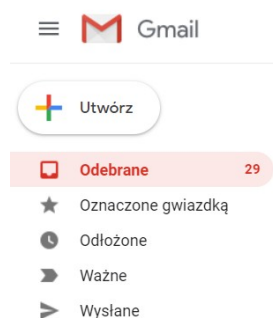 Gmail
Utwórz
Odebrane 29
Oznaczone gwiazdką
Odłożone
Ważne
Wysłane